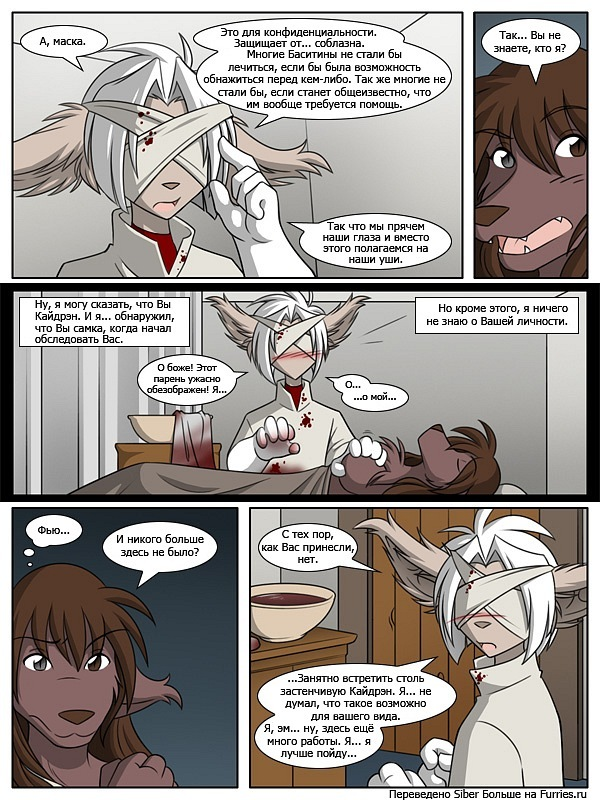 А, маска.
Это для конфиденциальности.
Защищает от... соблазна.
Многие Баситины не стали бы
лечиться, если бы была возможность
обнажиться перед кем-либо. Так же многие не
стали бы, если станет общеизвестно, что
им вообще требуется помощь.
Так что мы прячем
наши глаза и вместо
этого полагаемся на
наши уши.
Так... Вы не
знаете, кто я?
Ну, я могу сказать, что Вы
Кайдрэн. И я... обнаружил,
что Вы самка, когда начал
обследовать Вас.
Но кроме этого, я ничего
не знаю о Вашей личности.
О боже! Этот
парень ужасно
обезображен! Я...
О...
...о мой...
Фью...
И никого больше
здесь не было?
С тех пор,
как Вас принесли,
нет.
...Занятно встретить столь
застенчивую Кайдрэн. Я... не
думал, что такое возможно
для вашего вида.
Я, эм... ну, здесь ещё
много работы. Я... я
лучше пойду...
Переведено Siber Больше на Furries.ru